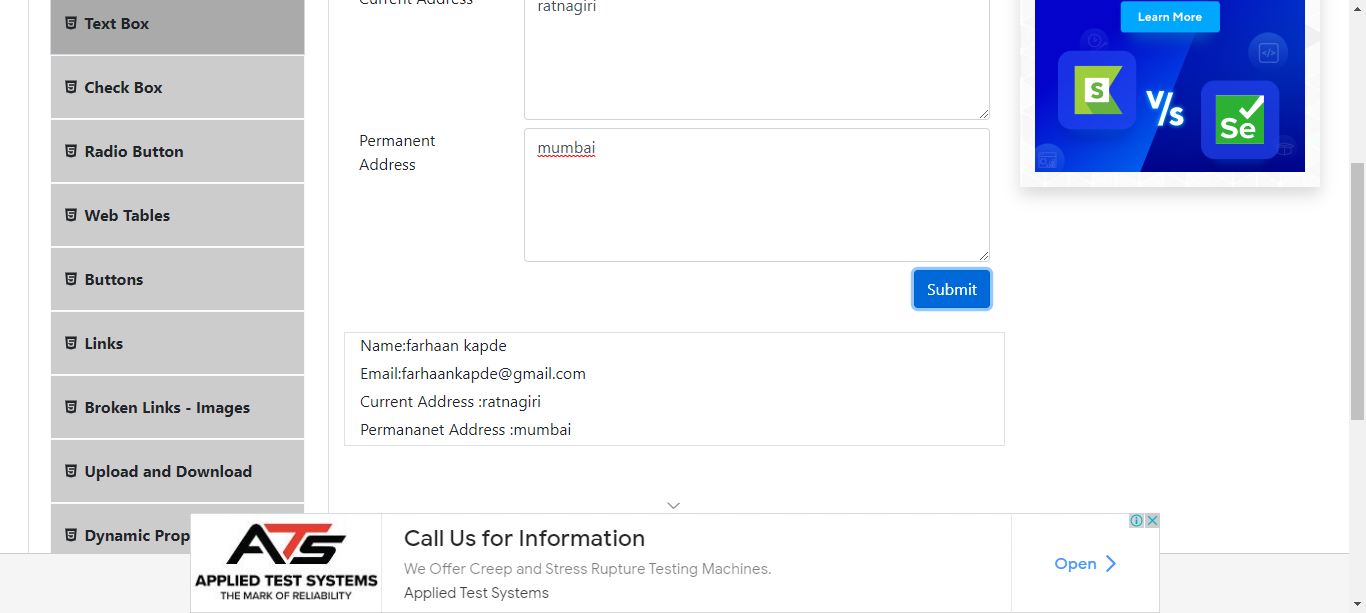 Text Box
Check Box
Radio Button
Web Tables
Buttons
Links
Broken Links - Images
Upload and Download
Dynamic Prop
ratnagiri
Permanent
Address
mumbai
Submit
Name:farhaan kapde
Email:farhaankapde@gmail.com
Current Address :ratnagiri
Permananet Address :mumbai
Learn More
S
V/s
Se
ATS
APPLIED TEST SYSTEMS
THE MARK OF RELIABILITY
Call Us for Information
We Offer Creep and Stress Rupture Testing Machines.
Applied Test Systems
Open